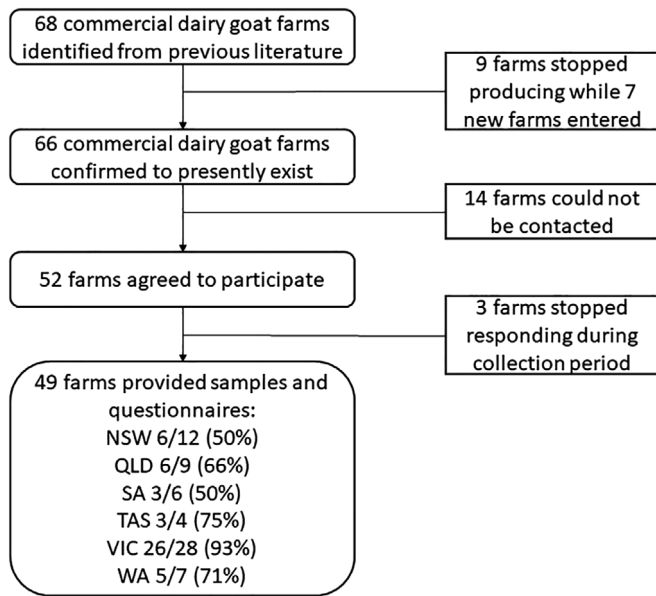 68 commercial dairy goat farms
identified from previous literature
9 farms stopped
producing while 7
new farms entered
66 commercial dairy goat farms
confirmed to presently exist
14 farms could not
be contacted
52 farms agreed to participate
3 farms stopped
responding during
collection period
49 farms provided samples and
questionnaires:
NSW 6/12 (50%)
QLD 6/9 (66%)
SA 3/6 (50%)
TAS 3/4 (75%)
VIC 26/28 (93%)
WA 5/7 (71%)